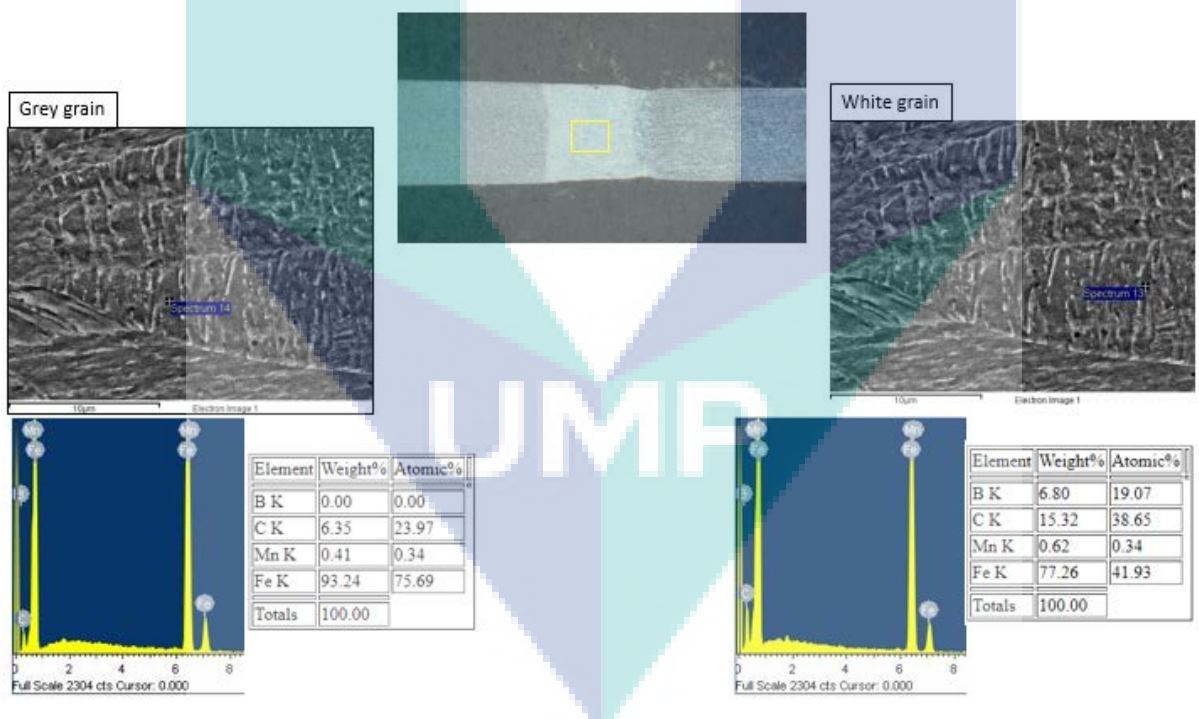 Grey grain
White grain
Spectrum 14
Spectrum 13
10µm
Electron Image 1
10µm
Electron Image 1
UMP
Mn
Mn
Fe
Fe
B
C
Fe
0 2 4 6 8
Full Scale 2304 cts Cursor: 0.000
Element Weight% Atomic%
B K 0.00 0.00
C K 6.35 23.97
Mn K 0.41 0.34
Fe K 93.24 75.69
Totals 100.00
Mn
Mn
Fe
Fe
B
C
Fe
0 2 4 6 8
Full Scale 2304 cts Cursor: 0.000
Element Weight% Atomic%
B K 6.80 19.07
C K 15.32 38.65
Mn K 0.62 0.34
Fe K 77.26 41.93
Totals 100.00